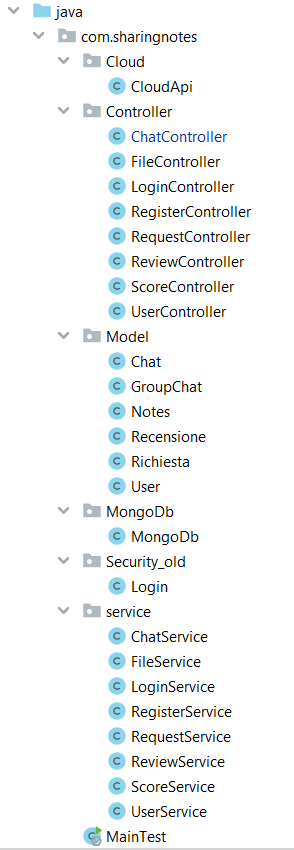 java
com.sharingnotes
Cloud
C CloudApi
Controller
C ChatController
C FileController
C LoginController
C RegisterController
C RequestController
C ReviewController
C ScoreController
C UserController
Model
C Chat
C GroupChat
C Notes
C Recensione
C Richiesta
C User
MongoDb
C MongoDb
Security_old
C Login
service
C ChatService
C FileService
C LoginService
C RegisterService
C RequestService
C ReviewService
C ScoreService
C UserService
C MainTest